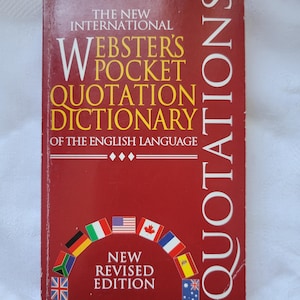 THE NEW
INTERNATIONAL
WEBSTER'S
POCKET
QUOTATION
DICTIONARY
OF THE ENGLISH LANGUAGE
NEW
REVISED
EDITION
QUOTATIONS